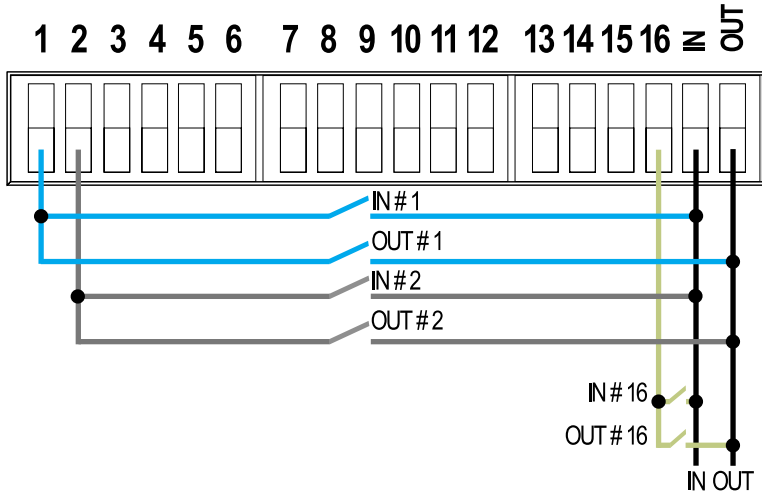 1 2 3 4 5 6 7 8 9 10 11 12 13 14 15 16 IN OUT
IN # 1
OUT # 1
IN # 2
OUT # 2
IN # 16
OUT # 16
IN OUT